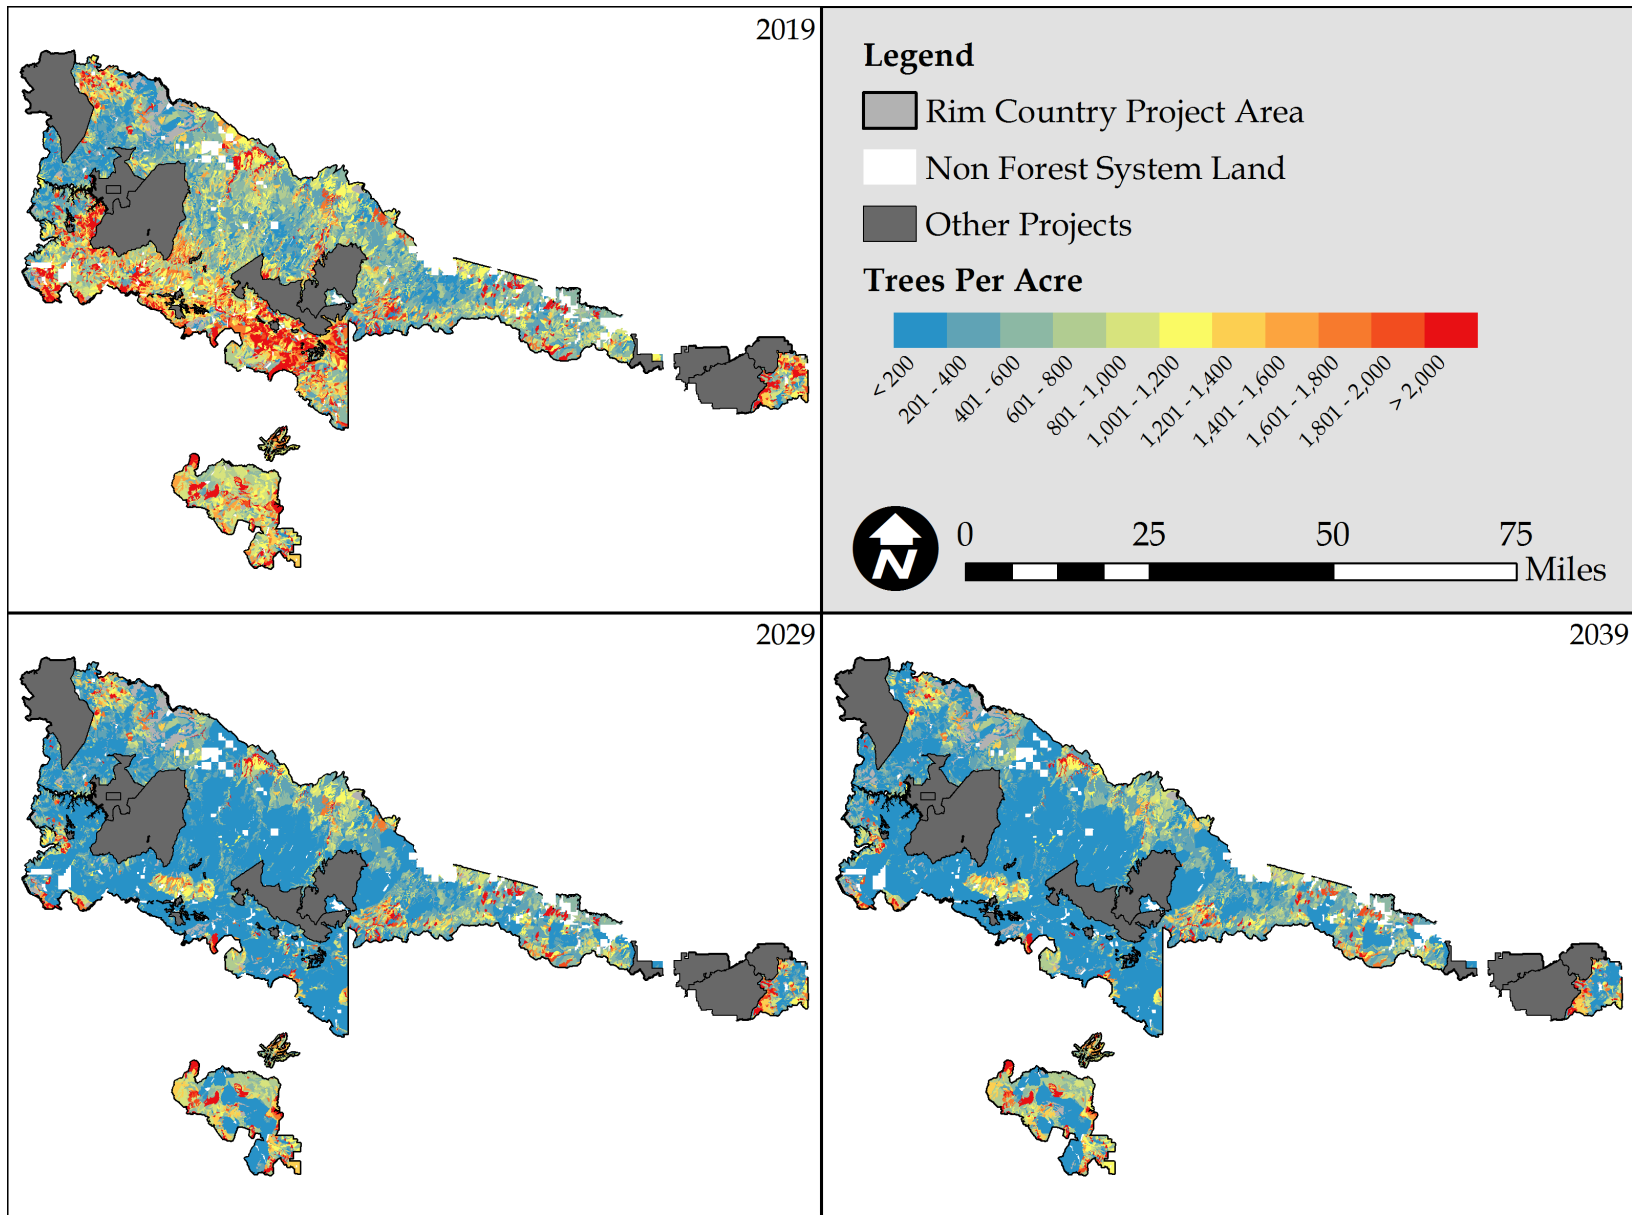 2019
Legend
Rim Country Project Area
Non Forest System Land
Other Projects
Trees Per Acre
< 200
201 - 400
401 - 600
601 - 800
801 - 1,000
1,001 - 1,200
1,201 - 1,400
1,401 - 1,600
1,601 - 1,800
1,801 - 2,000
> 2,000
N
0 25 50 75
Miles
2029
2039